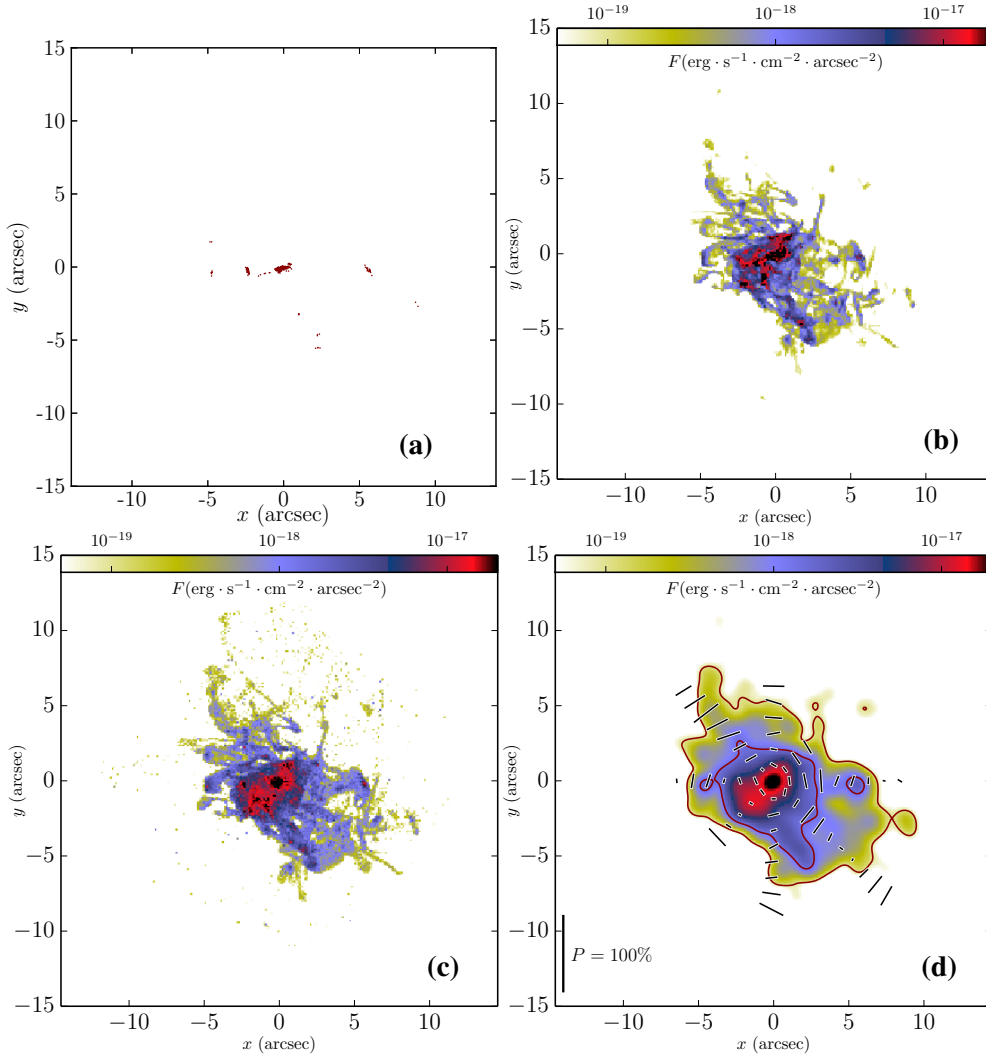 15
10
5
0
-5
-10
-15
-10
-5
0
5
10
y (arcsec)
x (arcsec)
(a)
10⁻¹⁹ 10⁻¹⁸ 10⁻¹⁷
F(erg · s⁻¹ · cm⁻² · arcsec⁻²)
15
10
5
0
−5
−10
−15
−10 −5 0 5 10
y (arcsec)
x (arcsec)
(b)
10⁻¹⁹ 10⁻¹⁸ 10⁻¹⁷
F(erg · s⁻¹ · cm⁻² · arcsec⁻²)
15
10
5
0
−5
−10
−15
−10 −5 0 5 10
y (arcsec)
x (arcsec)
(c)
10⁻¹⁹ 10⁻¹⁸ 10⁻¹⁷
F(erg · s⁻¹ · cm⁻² · arcsec⁻²)
15
10
5
0
−5
−10
−15
−10 −5 0 5 10
y (arcsec)
x (arcsec)
P = 100%
(d)